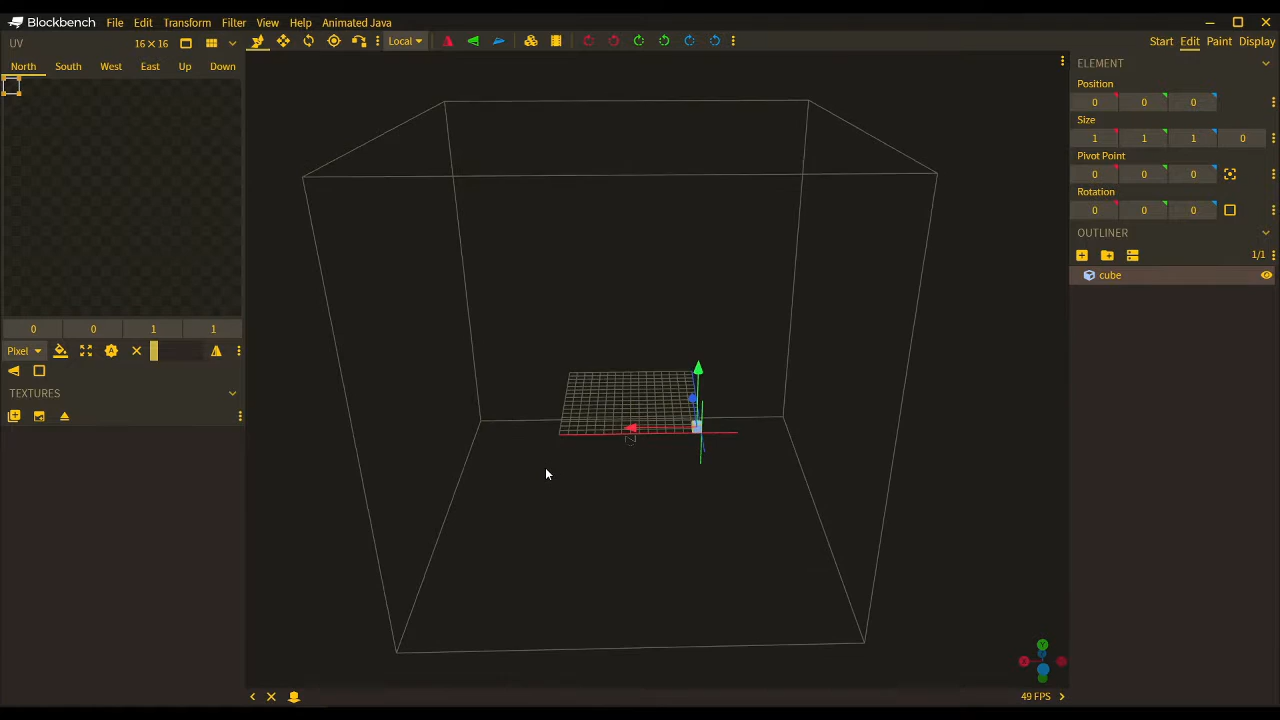 Blockbench File Edit Transform Filter View Help Animated Java
UV 16×16 Local Start Edit Paint Display
North South West East Up Down
ELEMENT
Position
0 0 0
Size
1 1 1 0
Pivot Point
0 0 0
Rotation
0 0 0
OUTLINER
1/1
cube
0 0 1 1
Pixel
TEXTURES
N
X Y
49 FPS